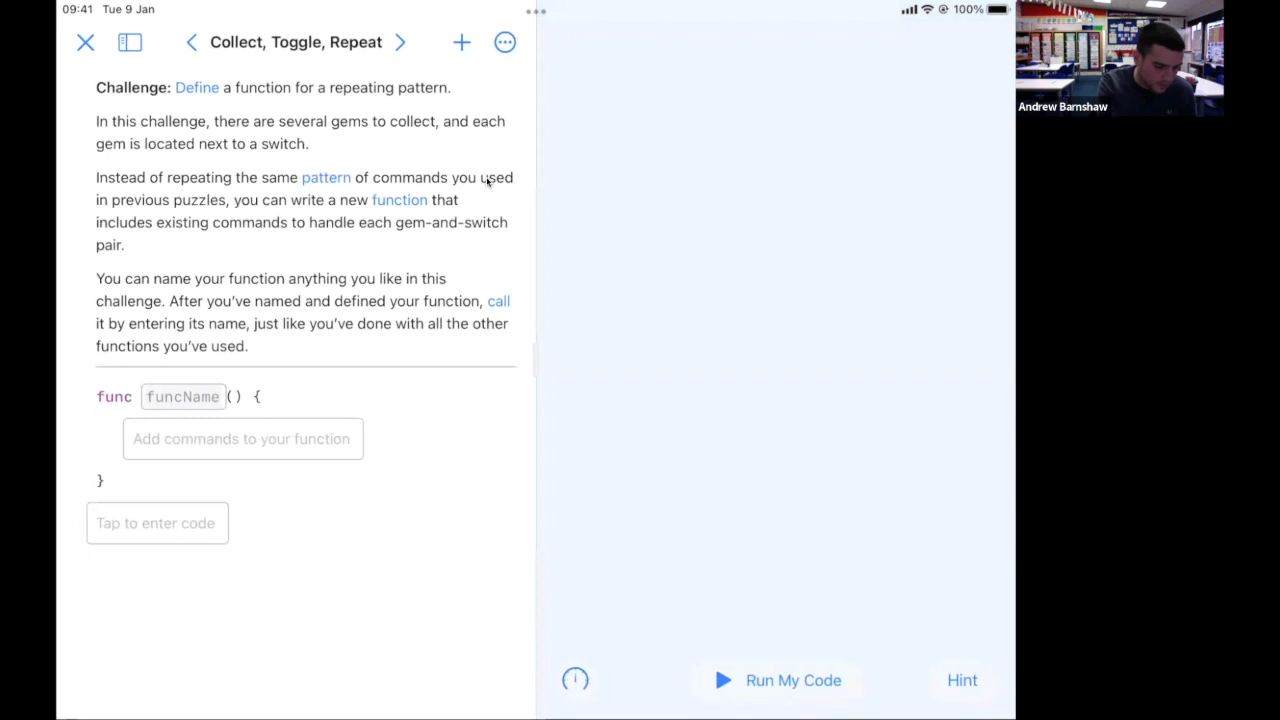 09:41 Tue 9 Jan
100%
Collect, Toggle, Repeat
Challenge: Define a function for a repeating pattern.
In this challenge, there are several gems to collect, and each
gem is located next to a switch.
Instead of repeating the same pattern of commands you used
in previous puzzles, you can write a new function that
includes existing commands to handle each gem-and-switch
pair.
You can name your function anything you like in this
challenge. After you’ve named and defined your function, call
it by entering its name, just like you’ve done with all the other
functions you’ve used.
func funcName() {
Add commands to your function
}
Tap to enter code
Run My Code
Hint
Andrew Barnshaw